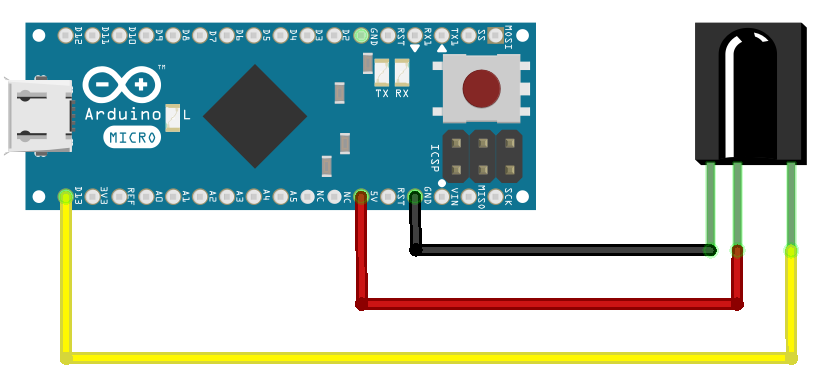 D12 D11 D10 D9 D8 D7 D6 D5 D4 D3 D2 GND RST RX1 TX1 SS MOSI
TM
TX RX
Arduino L
MICRO
ICSP
D13 3V3 REF A0 A1 A2 A3 A4 A5 NC NC 5V RST GND VIN MISO SCK